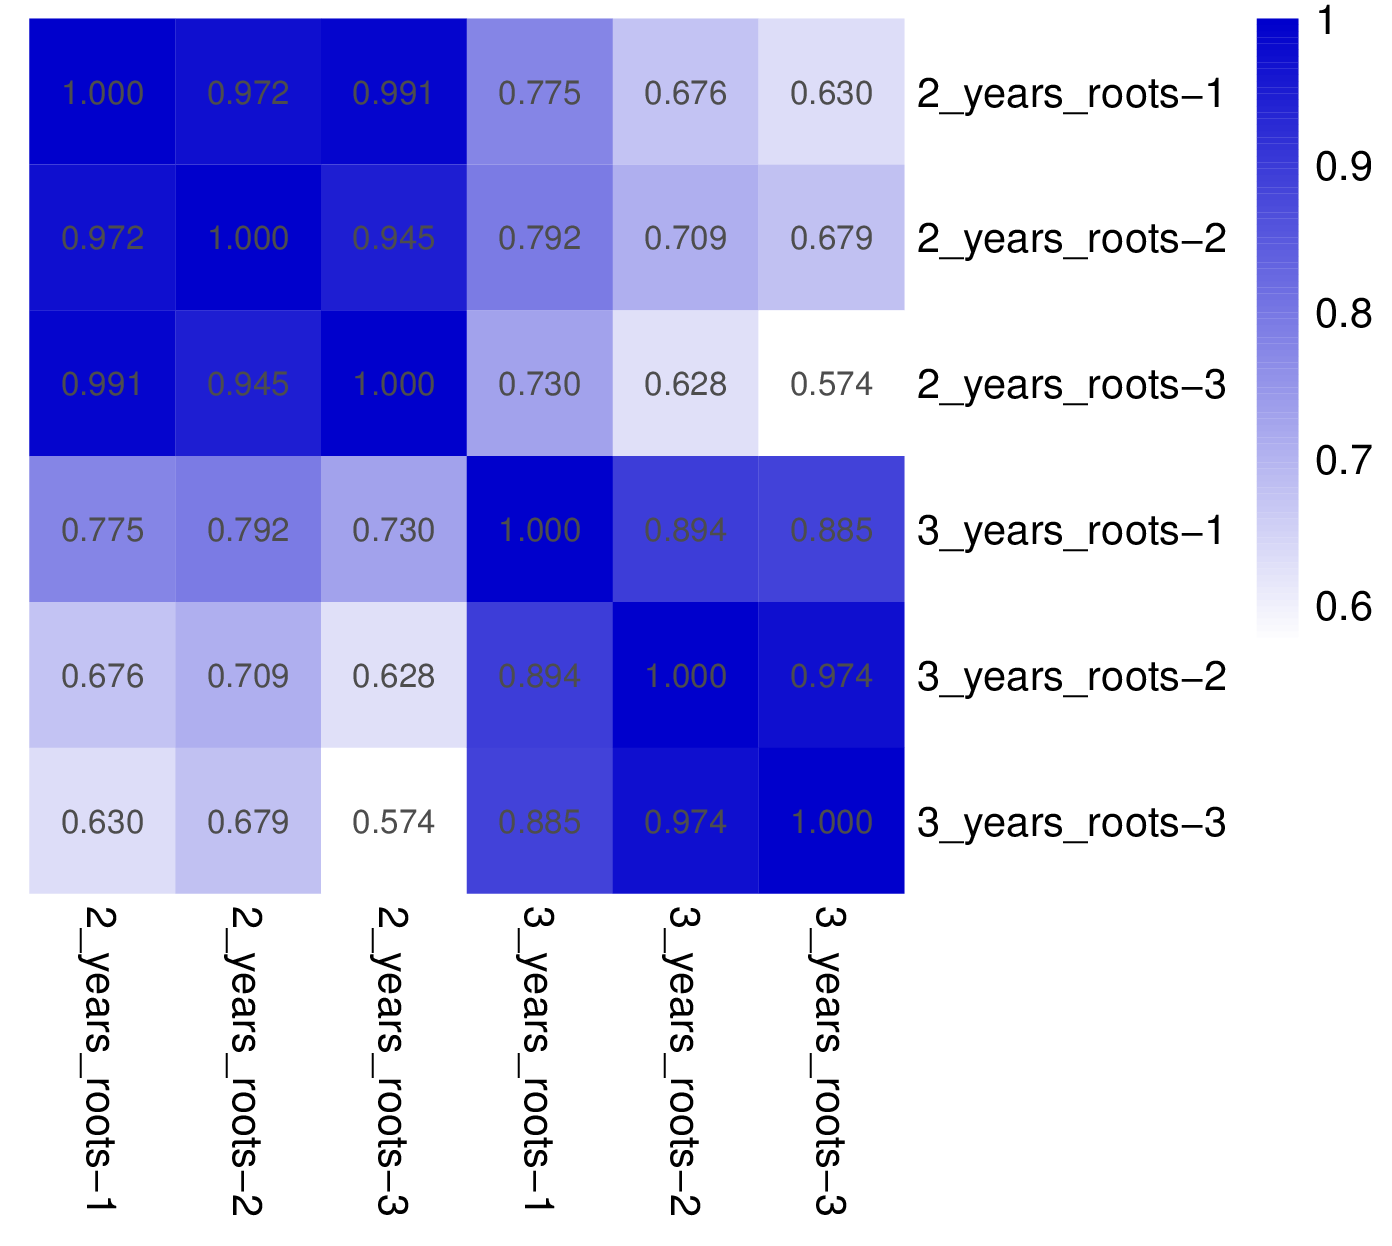 1.000 0.972 0.991 0.775 0.676 0.630 2_years_roots−1
0.972 1.000 0.945 0.792 0.709 0.679 2_years_roots−2
0.991 0.945 1.000 0.730 0.628 0.574 2_years_roots−3
0.775 0.792 0.730 1.000 0.894 0.885 3_years_roots−1
0.676 0.709 0.628 0.894 1.000 0.974 3_years_roots−2
0.630 0.679 0.574 0.885 0.974 1.000 3_years_roots−3
2_years_roots−1
2_years_roots−2
2_years_roots−3
3_years_roots−1
3_years_roots−2
3_years_roots−3
1
0.9
0.8
0.7
0.6